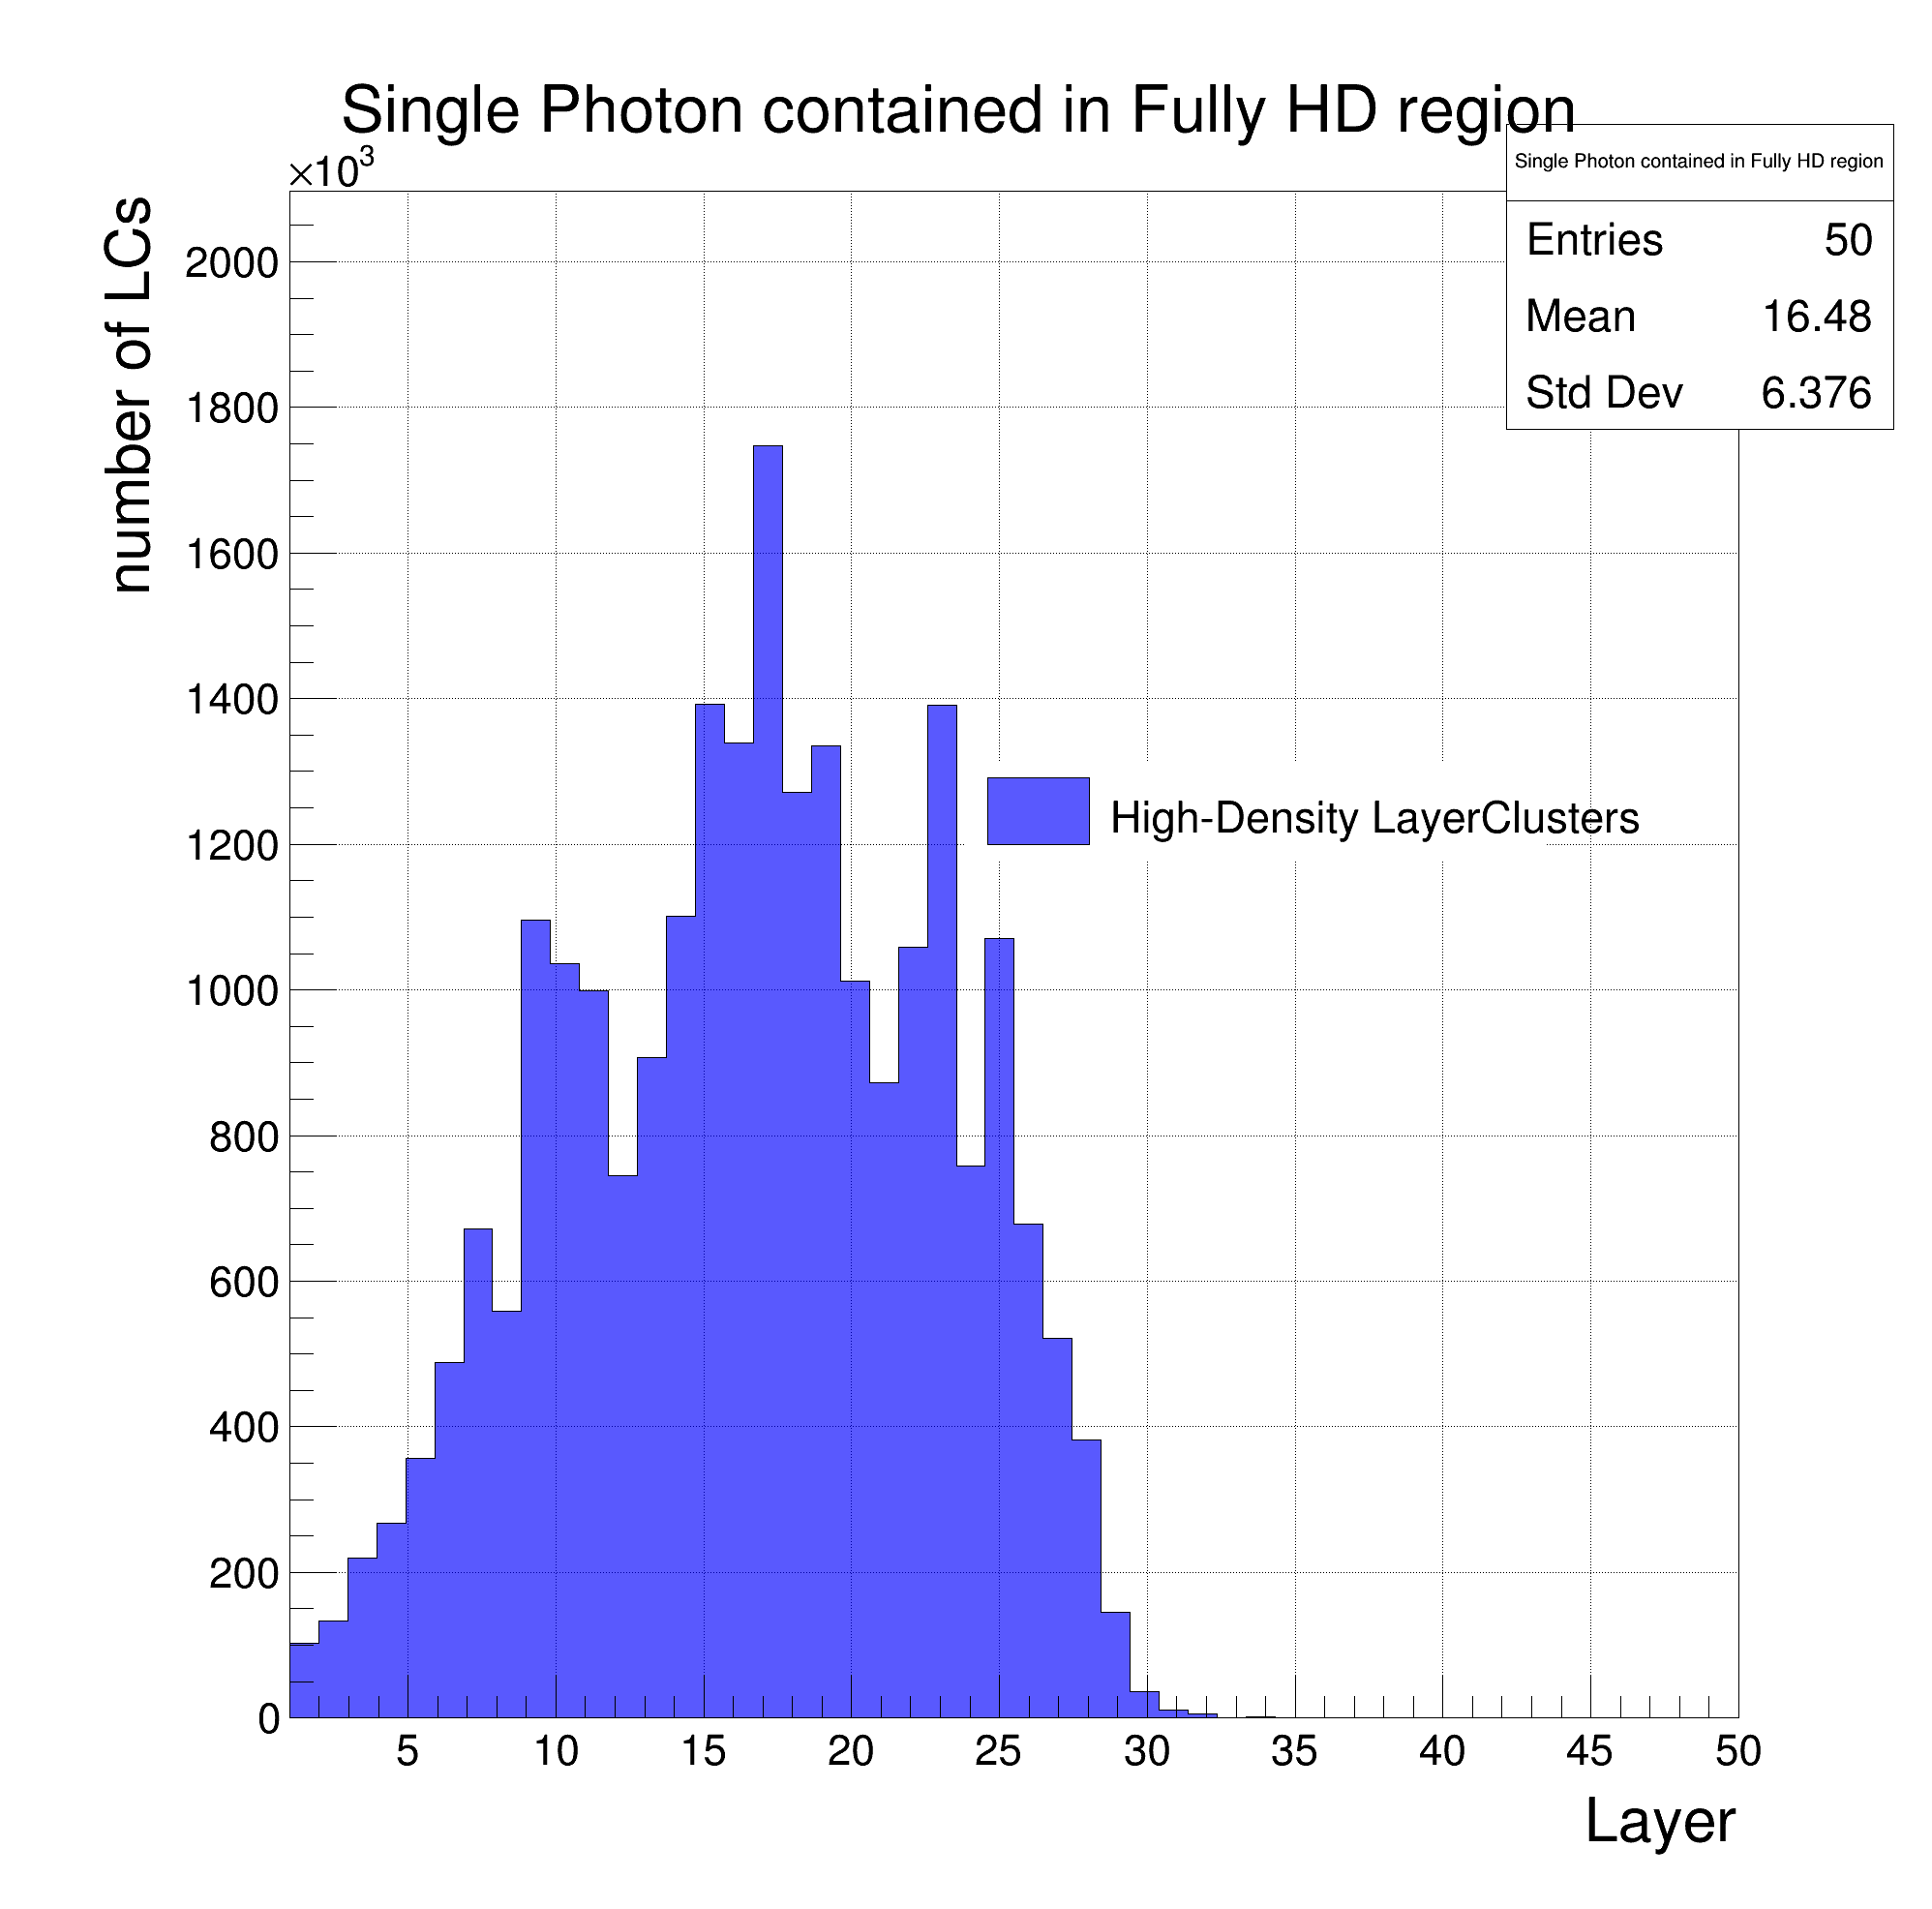 Single Photon contained in Fully HD region
×10³
number of LCs
Single Photon contained in Fully HD region
Entries 50
Mean 16.48
Std Dev 6.376
2000
1800
1600
1400
1200
1000
800
600
400
200
0
High-Density LayerClusters
5 10 15 20 25 30 35 40 45 50
Layer